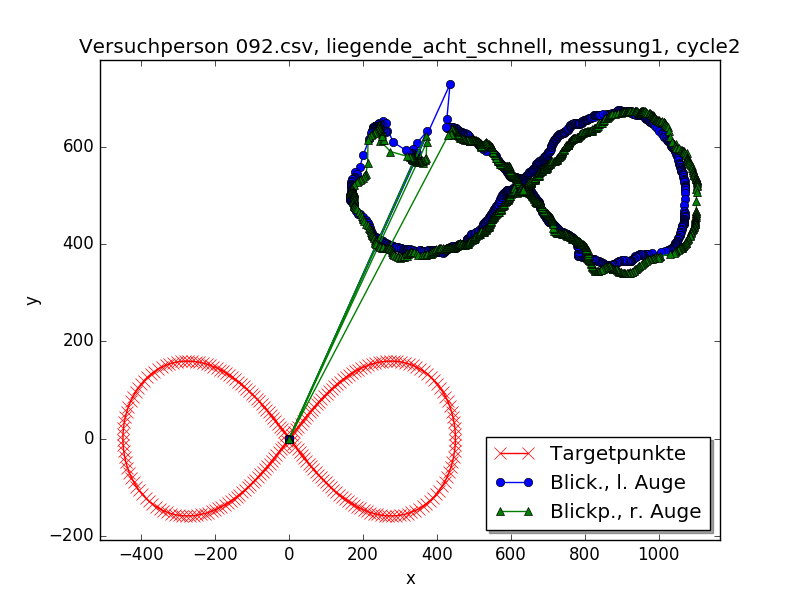 Versuchperson 092.csv, liegende_acht_schnell, messung1, cycle2
600
400
200
0
−200
y
−400 −200 0 200 400 600 800 1000
x
Targetpunkte
Blick., l. Auge
Blickp., r. Auge